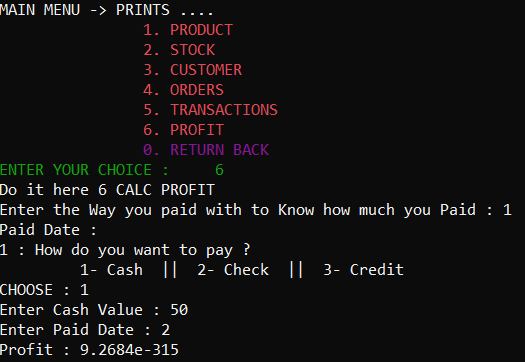 MAIN MENU -> PRINTS ....
1. PRODUCT
2. STOCK
3. CUSTOMER
4. ORDERS
5. TRANSACTIONS
6. PROFIT
0. RETURN BACK
ENTER YOUR CHOICE :     6
Do it here 6 CALC PROFIT
Enter the Way you paid with to Know how much you Paid : 1
Paid Date :
1 : How do you want to pay ?
1- Cash  ||  2- Check  ||  3- Credit
CHOOSE : 1
Enter Cash Value : 50
Enter Paid Date : 2
Profit : 9.2684e-315